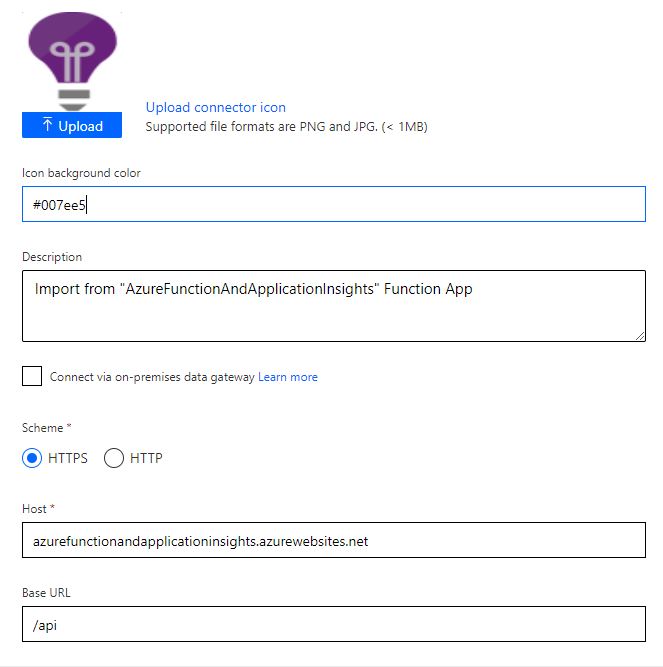 Upload connector icon
Upload
Supported file formats are PNG and JPG. (< 1MB)
Icon background color
#007ee5
Description
Import from "AzureFunctionAndApplicationInsights" Function App
Connect via on-premises data gateway Learn more
Scheme *
HTTPS HTTP
Host *
azurefunctionandapplicationinsights.azurewebsites.net
Base URL
/api